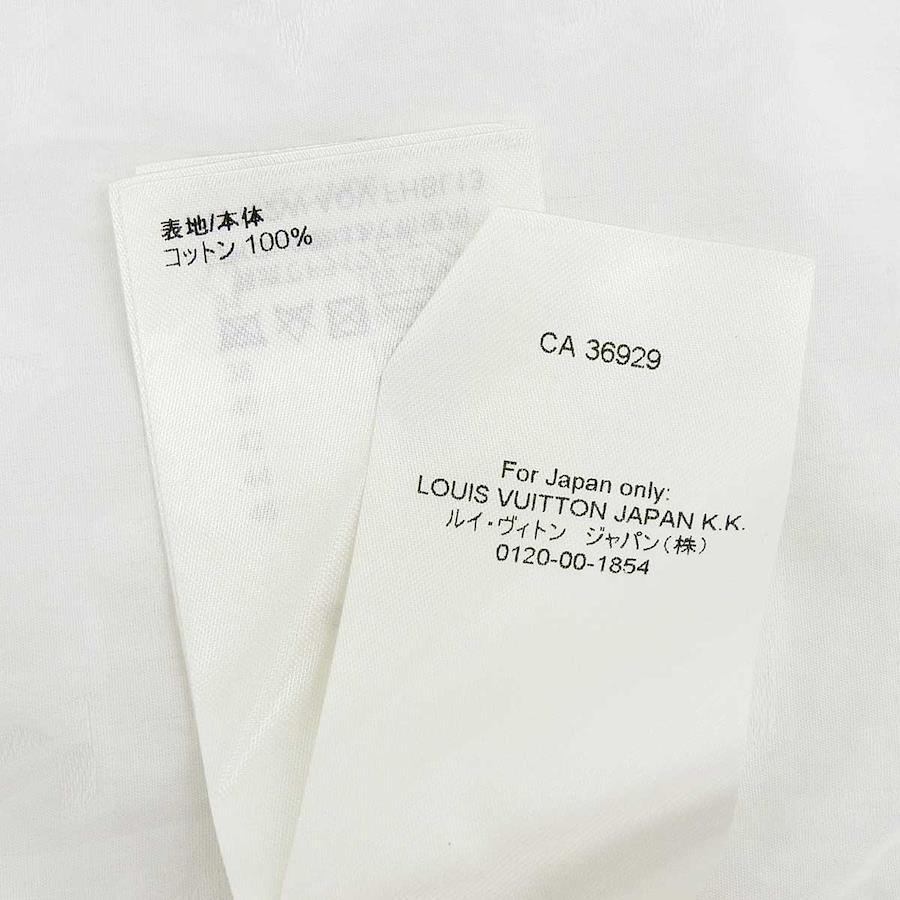 表地/本体
コットン 100%
CA 36929
For Japan only:
LOUIS VUITTON JAPAN K.K.
ルイ・ヴィトン ジャパン(株)
0120-00-1854